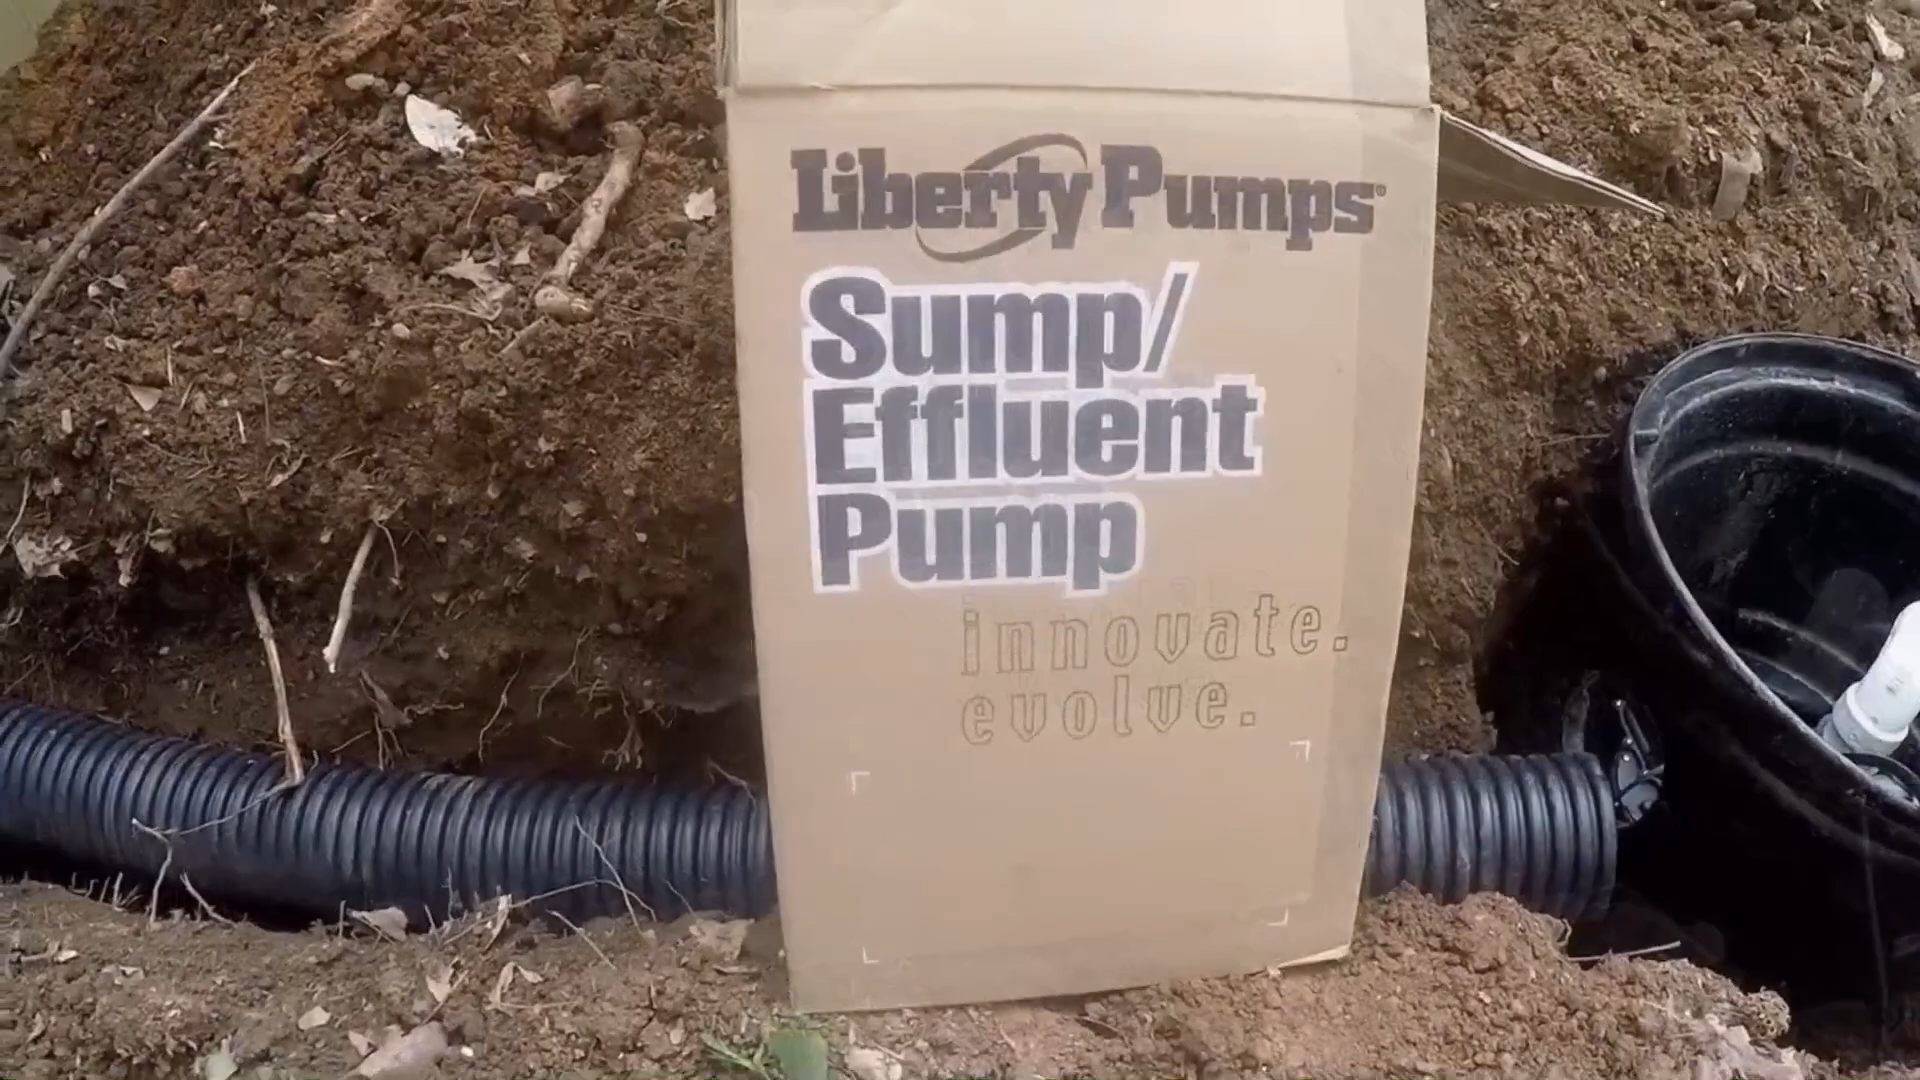 Liberty Pumps®
Sump/
Effluent
Pump
innovate.
evolve.